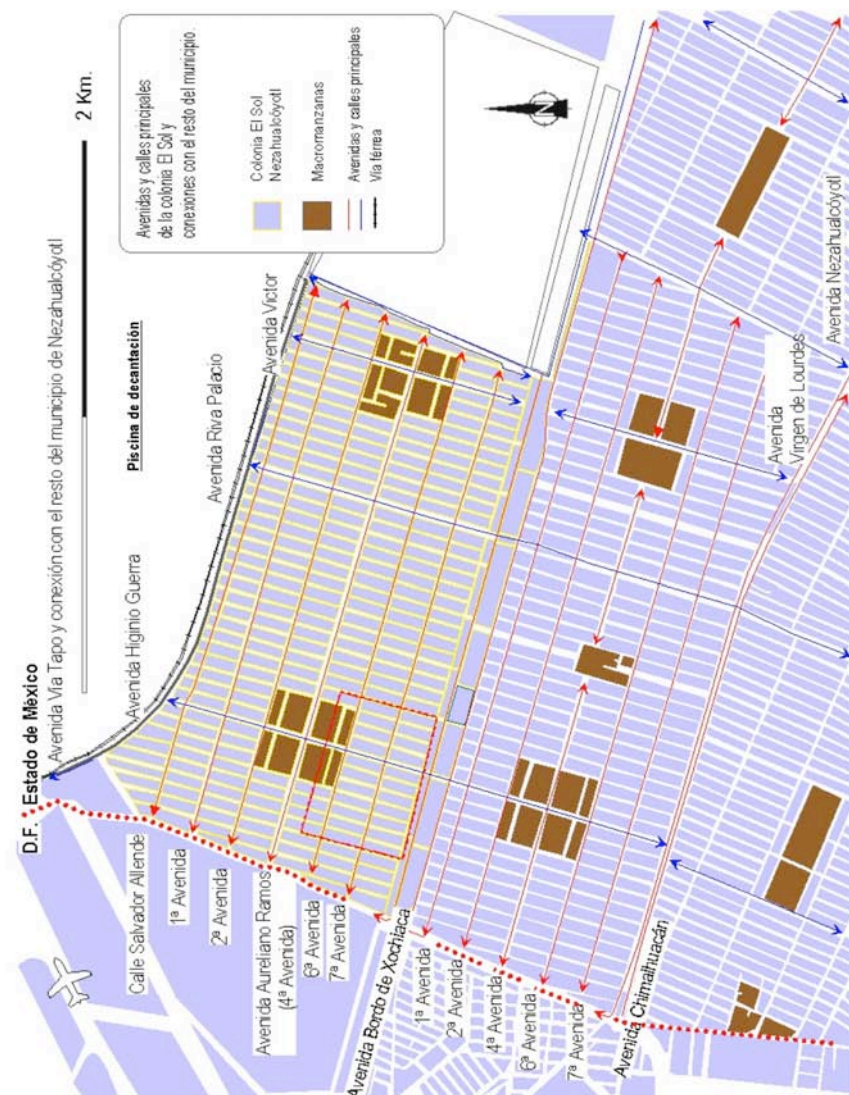 D.F.
Estado de México
Avenida Vía Tapo y conexión con el resto del municipio de Nezahualcóyotl
2 Km.
Avenidas y calles principales
de la colonia El Sol y
conexiones con el resto del municipio.
Colonia El Sol
Nezahualcóyotl
Macromanzanas
Avenidas y calles principales
Vía férrea
N
Piscina de decantación
Avenida Higinio Guerra
Avenida Riva Palacio
Avenida Victor
Calle Salvador Allende
1ª Avenida
2ª Avenida
Avenida Aureliano Ramos
(4ª Avenida)
6ª Avenida
7ª Avenida
Avenida Bordo de Xochiaca
1ª Avenida
2ª Avenida
4ª Avenida
6ª Avenida
7ª Avenida
Avenida Chimalhuacán
Avenida
Virgen de Lourdes
Avenida Nezahualcóyotl